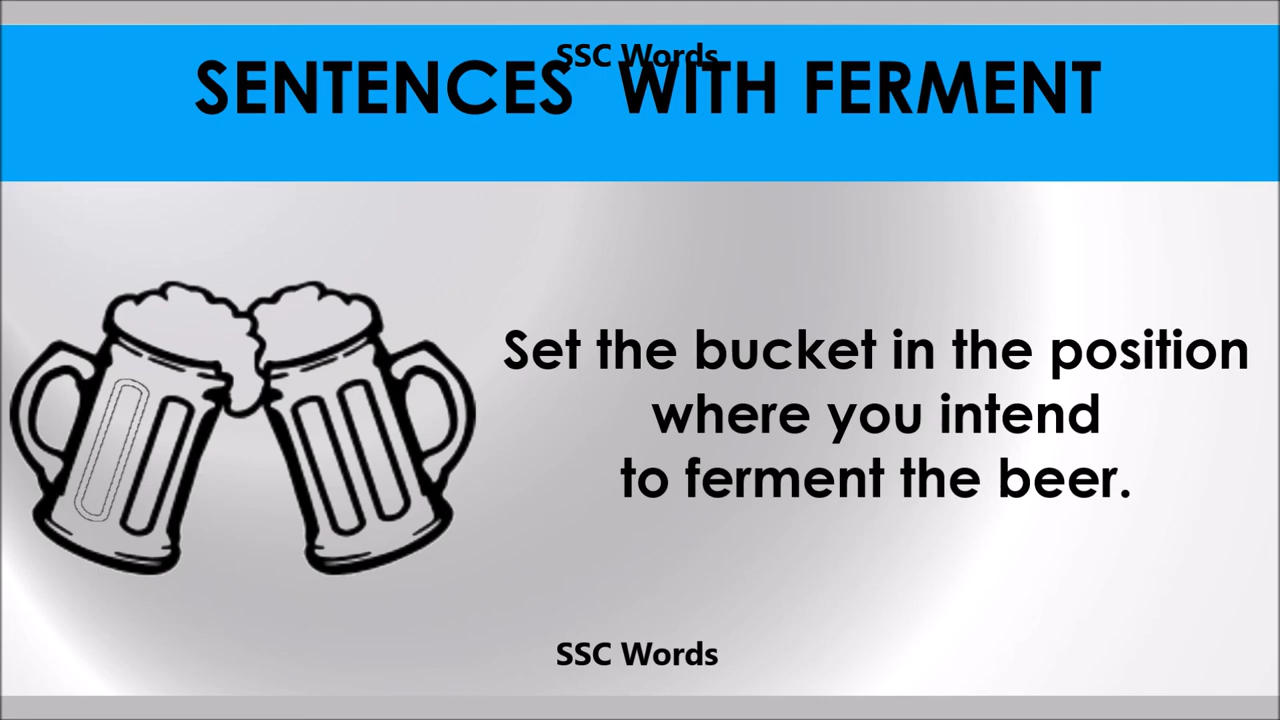 SSC Words
SENTENCES WITH FERMENT
Set the bucket in the position
where you intend
to ferment the beer.
SSC Words